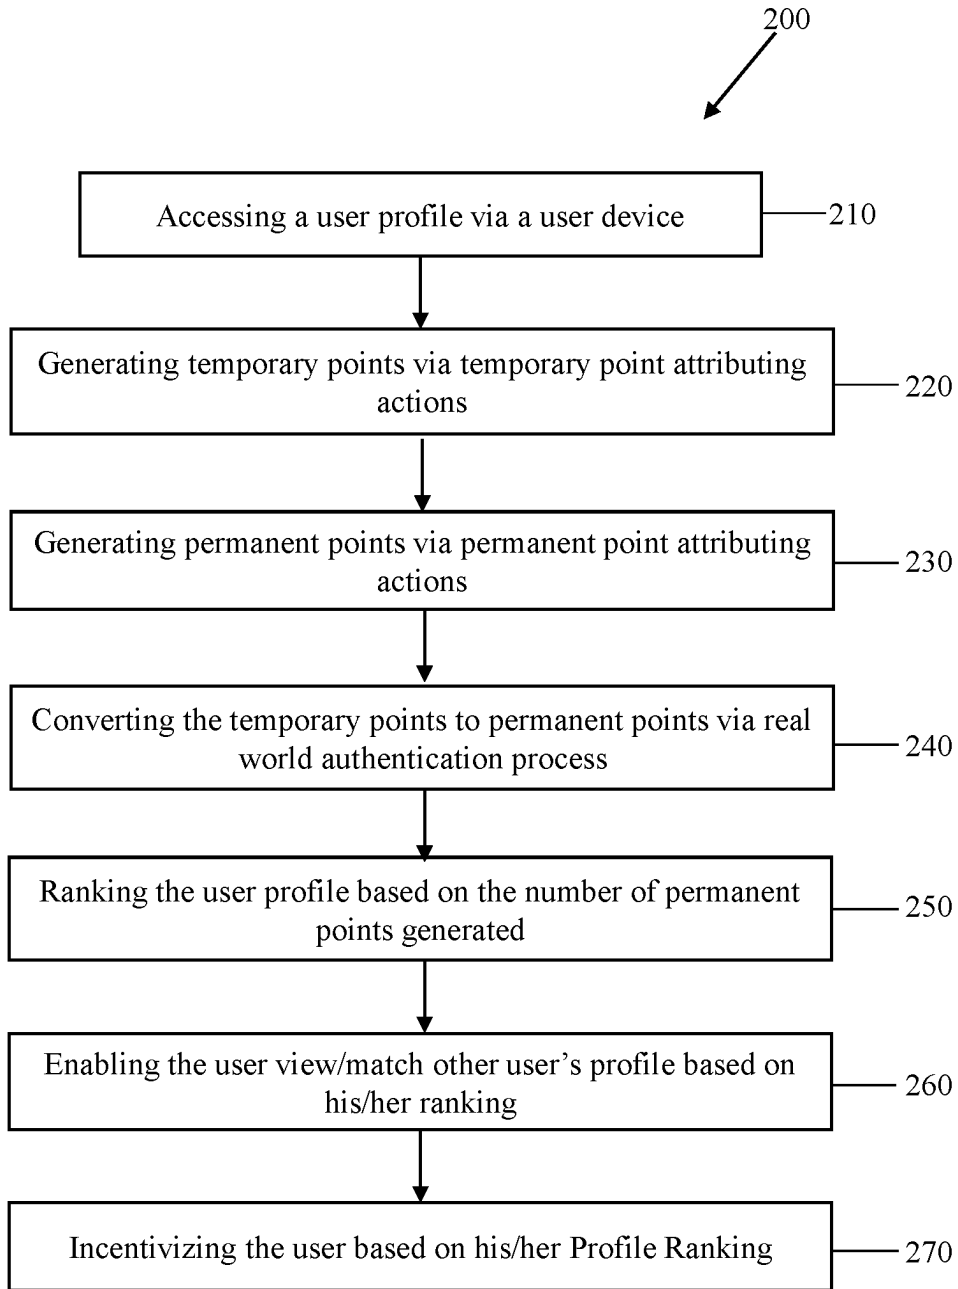 200
Accessing a user profile via a user device
210
Generating temporary points via temporary point attributing
actions
220
Generating permanent points via permanent point attributing
actions
230
Converting the temporary points to permanent points via real
world authentication process
240
Ranking the user profile based on the number of permanent
points generated
250
Enabling the user view/match other user’s profile based on
his/her ranking
260
Incentivizing the user based on his/her Profile Ranking
270